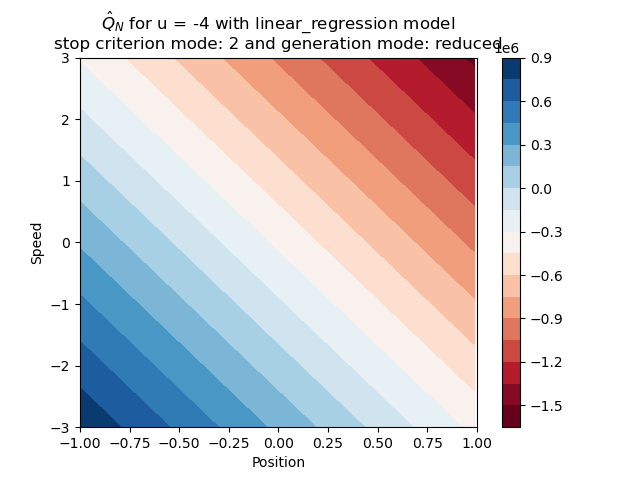 Q̂_N for u = -4 with linear_regression model
stop criterion mode: 2 and generation mode: reduced
1e6
3
2
1
0
−1
−2
−3
Speed
−1.00 −0.75 −0.50 −0.25 0.00 0.25 0.50 0.75 1.00
Position
0.9
0.6
0.3
0.0
−0.3
−0.6
−0.9
−1.2
−1.5